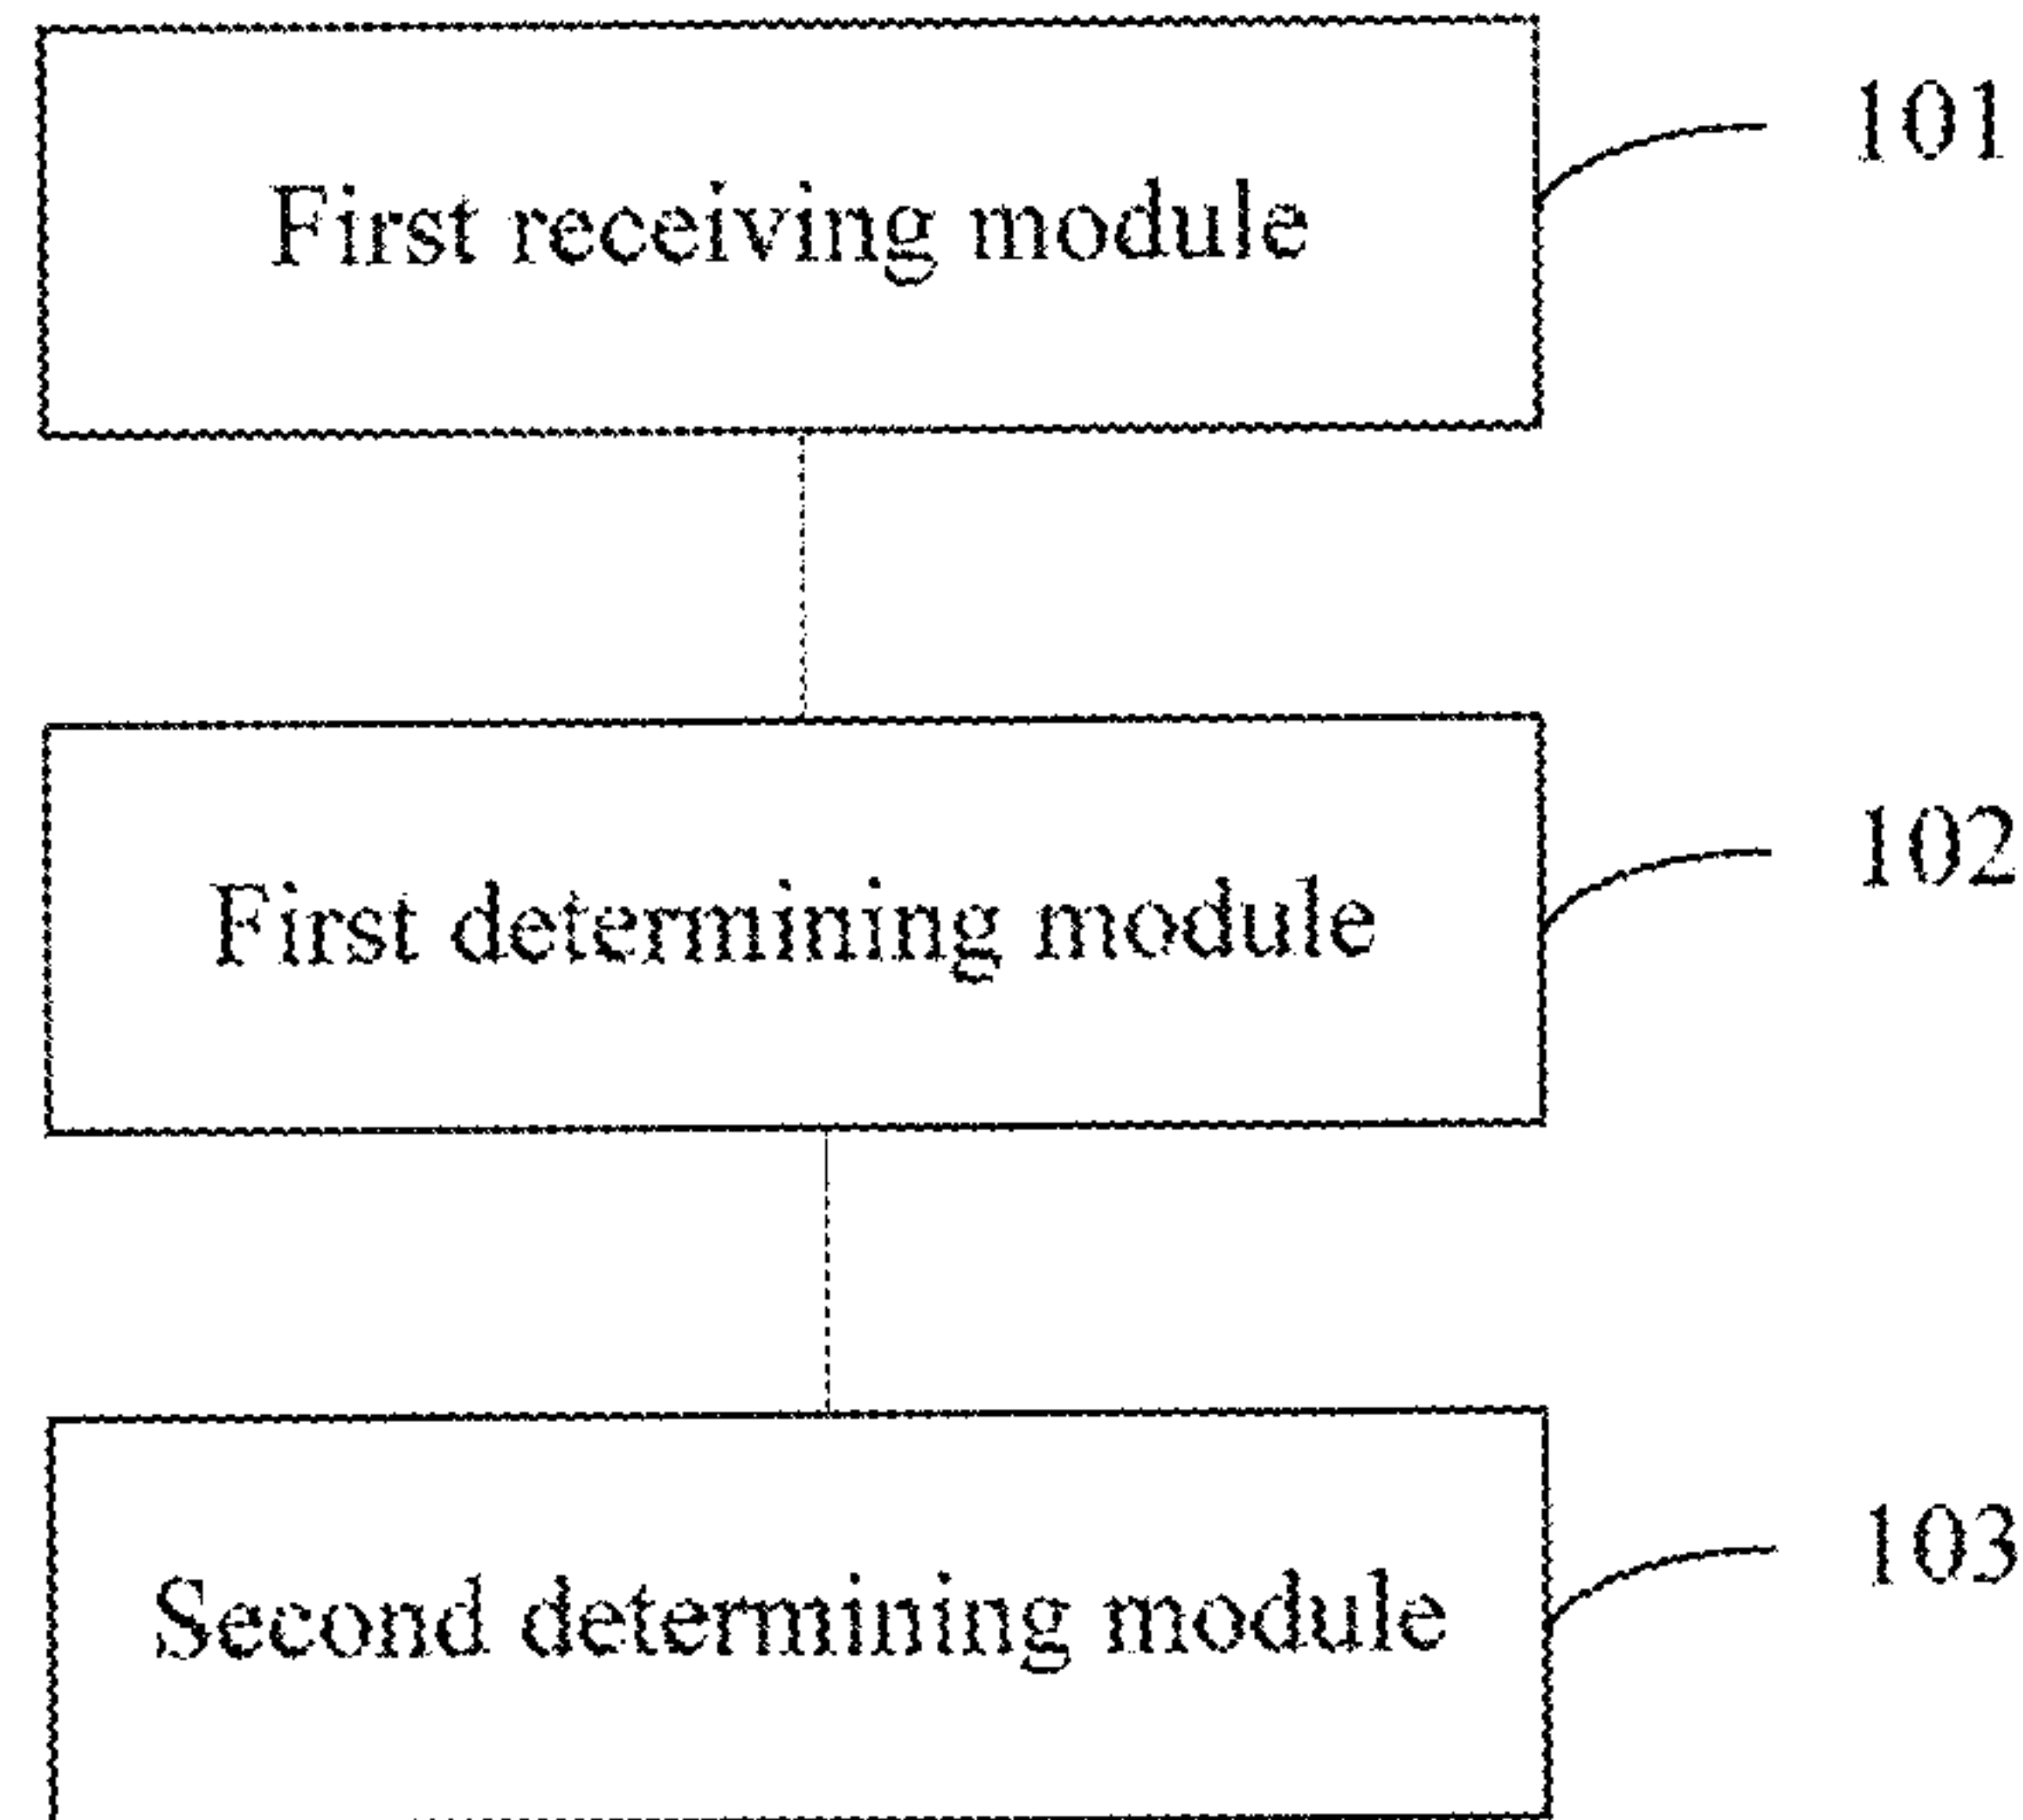 First receiving module
101
First determining module
102
Second determining module
103